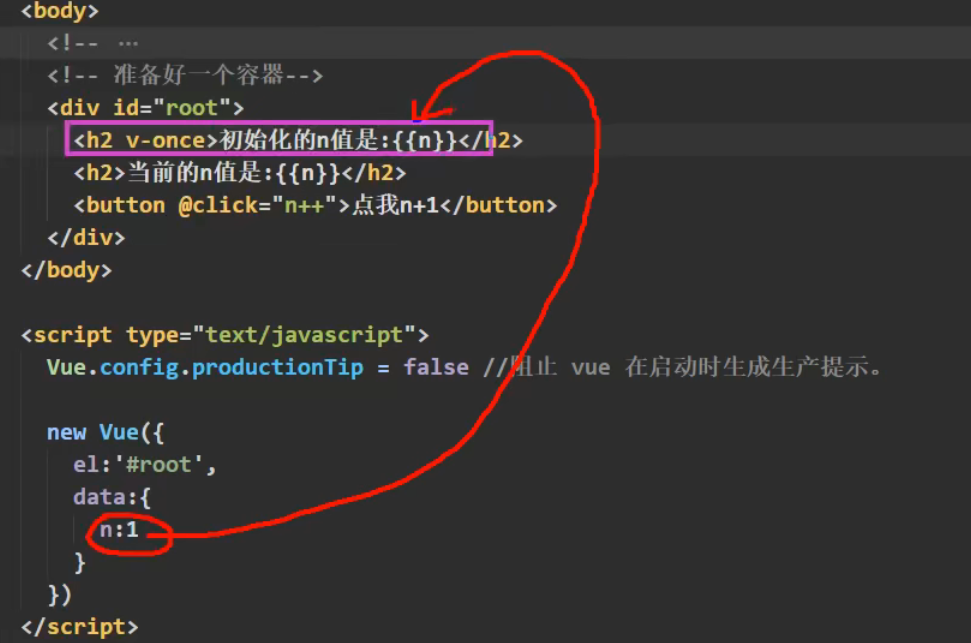 <body>
<!-- ...
<!-- 准备好一个容器-->
<div id="root">
<h2 v-once>初始化的n值是:{{n}}</h2>
<h2>当前的n值是:{{n}}</h2>
<button @click="n++">点我n+1</button>
</div>
</body>
<script type="text/javascript">
Vue.config.productionTip = false //阻止 vue 在启动时生成生产提示。
new Vue({
el:'#root',
data:{
n:1
}
})
</script>